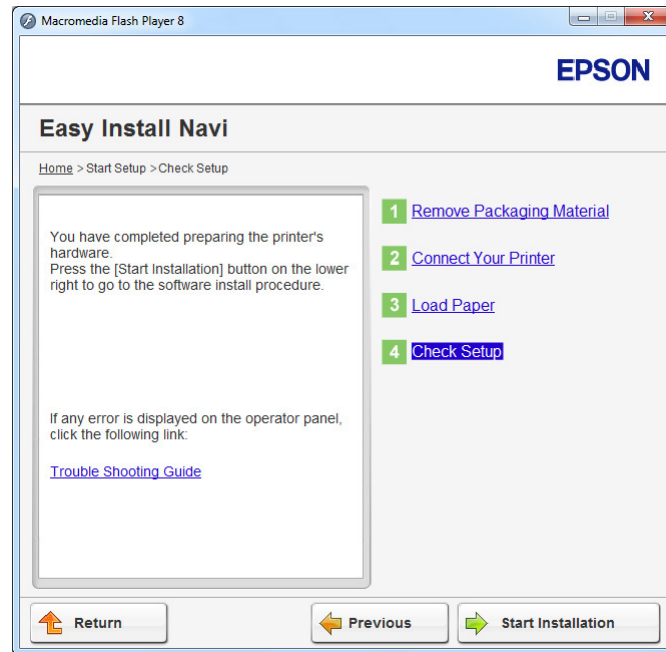 Macromedia Flash Player 8
EPSON
Easy Install Navi
Home > Start Setup >Check Setup
You have completed preparing the printer's
hardware.
Press the [Start Installation] button on the lower
right to go to the software install procedure.
If any error is displayed on the operator panel,
click the following link:
Trouble Shooting Guide
1 Remove Packaging Material
2 Connect Your Printer
3 Load Paper
4 Check Setup
Return
Previous
Start Installation